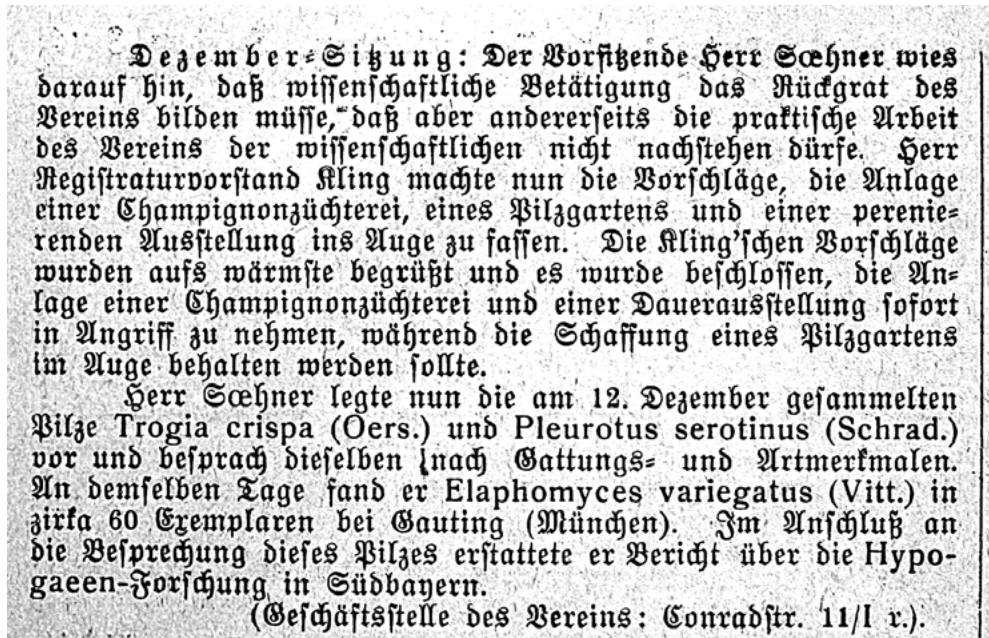 Dezember-Sitzung: Der Vorsitzende Herr Sœhner wies
darauf hin, daß wissenschaftliche Betätigung das Rückgrat des
Vereins bilden müsse, daß aber andererseits die praktische Arbeit
des Vereins der wissenschaftlichen nicht nachstehen dürfe. Herr
Registraturvorstand Kling machte nun die Vorschläge, die Anlage
einer Champignonzüchterei, eines Pilzgartens und einer perenie-
renden Ausstellung ins Auge zu fassen. Die Kling'schen Vorschläge
wurden aufs wärmste begrüßt und es wurde beschlossen, die An-
lage einer Champignonzüchterei und einer Dauerausstellung sofort
in Angriff zu nehmen, während die Schaffung eines Pilzgartens
im Auge behalten werden sollte.
Herr Sœhner legte nun die am 12. Dezember gesammelten
Pilze Trogia crispa (Oers.) und Pleurotus serotinus (Schrad.)
vor und besprach dieselben nach Gattungs- und Artmerkmalen.
An demselben Tage fand er Elaphomyces variegatus (Vitt.) in
zirka 60 Exemplaren bei Gauting (München). Im Anschluß an
die Besprechung dieses Pilzes erstattete er Bericht über die Hypo-
gaeen-Forschung in Südbayern.
(Geschäftsstelle des Vereins: Conradstr. 11/I r.).